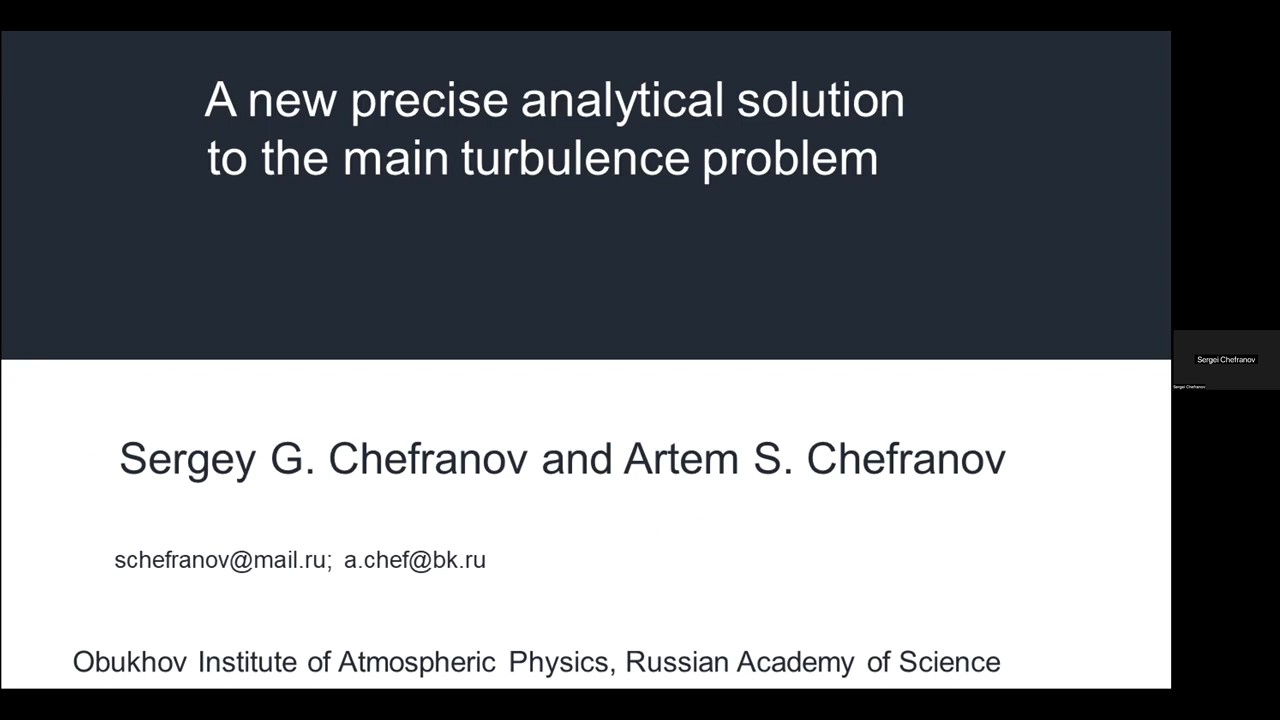 A new precise analytical solution
to the main turbulence problem
Sergey G. Chefranov and Artem S. Chefranov
schefranov@mail.ru; a.chef@bk.ru
Obukhov Institute of Atmospheric Physics, Russian Academy of Science
Sergei Chefranov
Sergei Chefranov